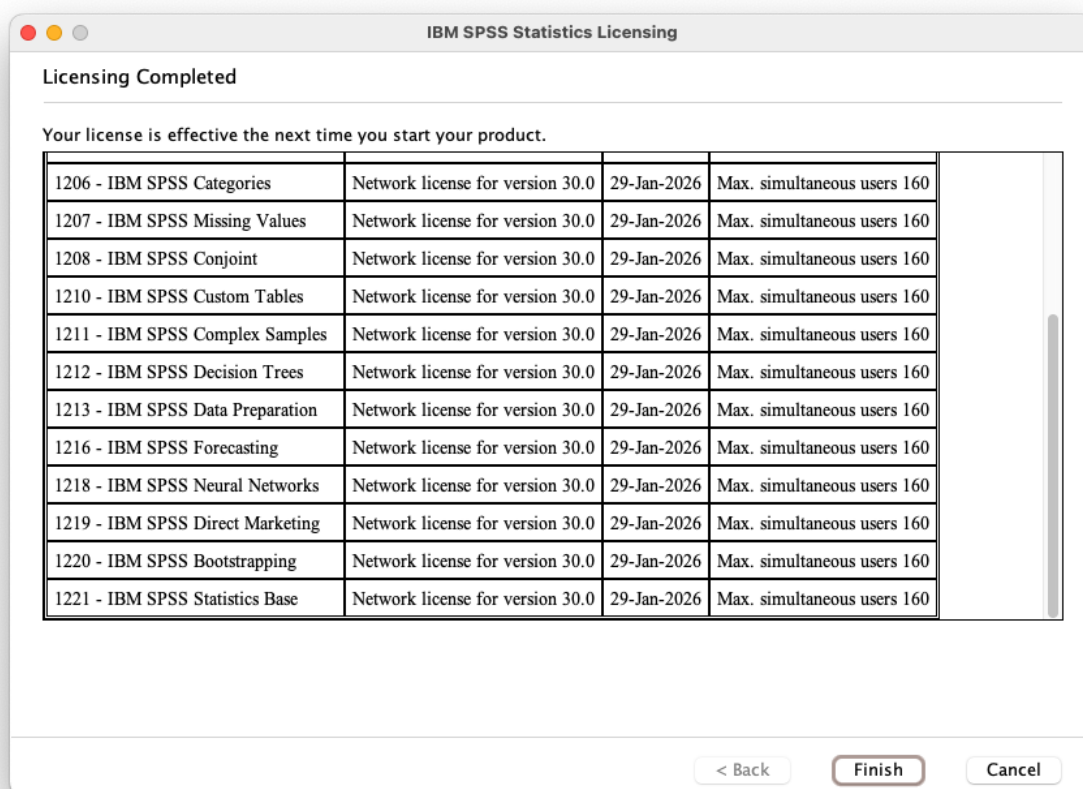 IBM SPSS Statistics Licensing
Licensing Completed
Your license is effective the next time you start your product.
1206 - IBM SPSS Categories Network license for version 30.0 29-Jan-2026 Max. simultaneous users 160
1207 - IBM SPSS Missing Values Network license for version 30.0 29-Jan-2026 Max. simultaneous users 160
1208 - IBM SPSS Conjoint Network license for version 30.0 29-Jan-2026 Max. simultaneous users 160
1210 - IBM SPSS Custom Tables Network license for version 30.0 29-Jan-2026 Max. simultaneous users 160
1211 - IBM SPSS Complex Samples Network license for version 30.0 29-Jan-2026 Max. simultaneous users 160
1212 - IBM SPSS Decision Trees Network license for version 30.0 29-Jan-2026 Max. simultaneous users 160
1213 - IBM SPSS Data Preparation Network license for version 30.0 29-Jan-2026 Max. simultaneous users 160
1216 - IBM SPSS Forecasting Network license for version 30.0 29-Jan-2026 Max. simultaneous users 160
1218 - IBM SPSS Neural Networks Network license for version 30.0 29-Jan-2026 Max. simultaneous users 160
1219 - IBM SPSS Direct Marketing Network license for version 30.0 29-Jan-2026 Max. simultaneous users 160
1220 - IBM SPSS Bootstrapping Network license for version 30.0 29-Jan-2026 Max. simultaneous users 160
1221 - IBM SPSS Statistics Base Network license for version 30.0 29-Jan-2026 Max. simultaneous users 160
< Back Finish Cancel